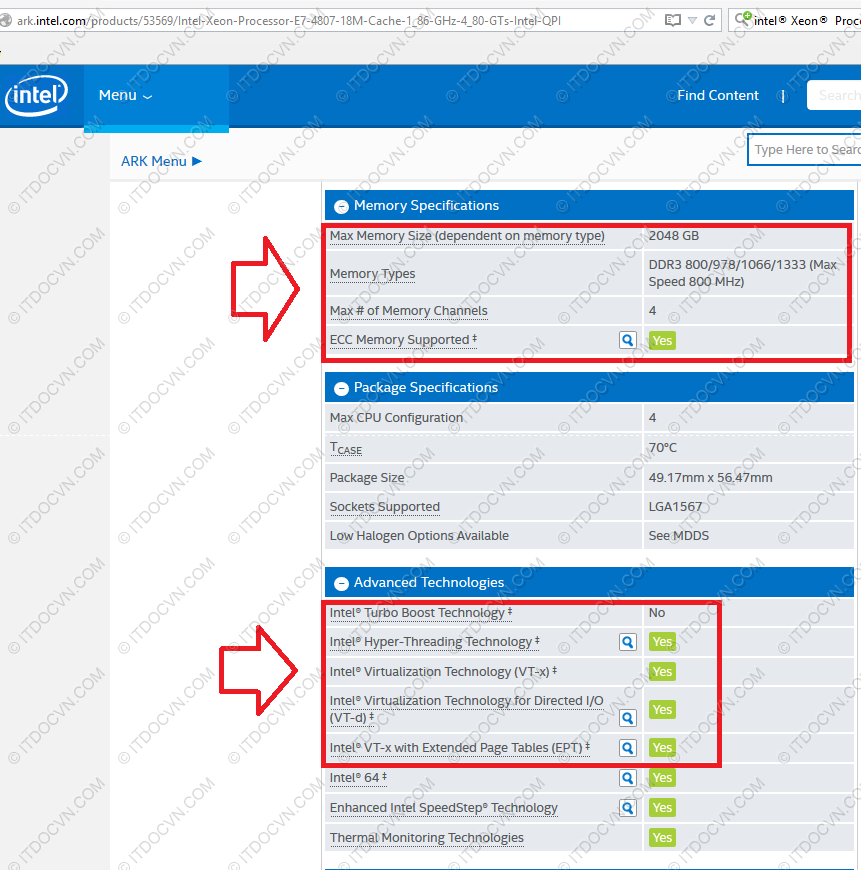 ark.intel.com/products/53569/Intel-Xeon-Processor-E7-4807-18M-Cache-1_86-GHz-4_80-GTs-Intel-QPI
intel® Xeon® Proce
intel
Menu
Find Content |
Search
ARK Menu ▶
Type Here to Searc
Memory Specifications
Max Memory Size (dependent on memory type) 2048 GB
Memory Types DDR3 800/978/1066/1333 (Max
Speed 800 MHz)
Max # of Memory Channels 4
ECC Memory Supported ‡ Yes
Package Specifications
Max CPU Configuration 4
TCASE 70°C
Package Size 49.17mm x 56.47mm
Sockets Supported LGA1567
Low Halogen Options Available See MDDS
Advanced Technologies
Intel® Turbo Boost Technology ‡ No
Intel® Hyper-Threading Technology ‡ Yes
Intel® Virtualization Technology (VT-x) ‡ Yes
Intel® Virtualization Technology for Directed I/O
(VT-d) ‡ Yes
Intel® VT-x with Extended Page Tables (EPT) ‡ Yes
Intel® 64 ‡ Yes
Enhanced Intel SpeedStep® Technology Yes
Thermal Monitoring Technologies Yes
© ITDOCVN.COM